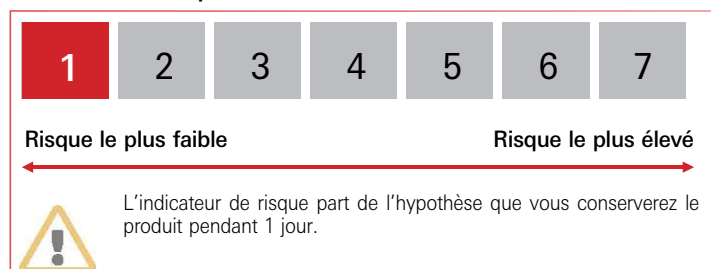 1 2 3 4 5 6 7
Risque le plus faible Risque le plus élevé
L'indicateur de risque part de l'hypothèse que vous conserverez le
produit pendant 1 jour.